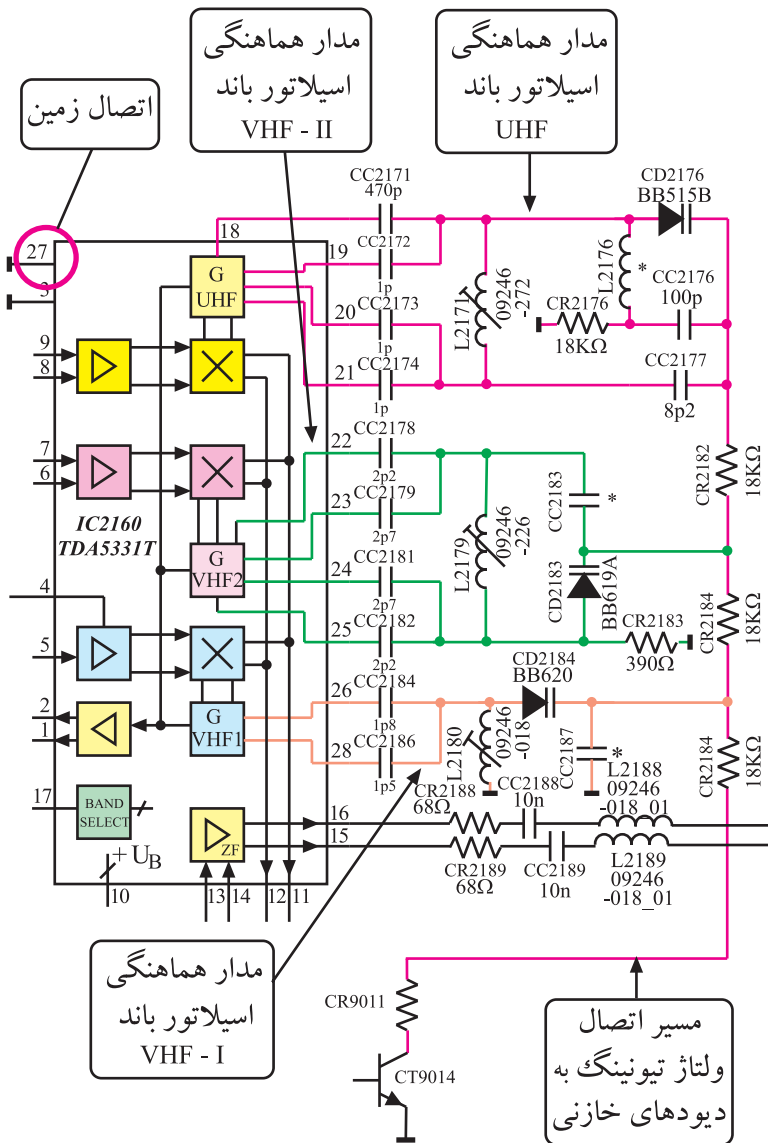 اتصال زمین
مدار هماهنگی
اسیلاتور باند
VHF - II
مدار هماهنگی
اسیلاتور باند
UHF
CC2171
470p
CD2176
BB515B
18
27
19
G
UHF
CC2172
1p
L2171
09246
-272
L2176
*
CC2176
100p
3
20
CC2173
1p
CR2176
18KΩ
9
8
21
CC2174
1p
CC2177
8p2
7
6
22
CC2178
2p2
CR2182
18KΩ
IC2160
TDA5331T
23
CC2179
2p7
L2179
09246
-226
CC2183
*
G
VHF2
24
CC2181
2p7
CD2183
BB619A
4
5
25
CC2182
2p2
CR2183
390Ω
CR2184
18KΩ
26
CC2184
1p8
CD2184
BB620
2
1
G
VHF1
28
CC2186
1p5
L2180
09246
-018
CC2187
*
CR2184
18KΩ
17
BAND
SELECT
CR2188
68Ω
CC2188
10n
L2188
09246
-018_01
16
15
ZF
+U_B
10
13
14
12
11
CR2189
68Ω
CC2189
10n
L2189
09246
-018_01
مدار هماهنگی
اسیلاتور باند
VHF - I
CR9011
CT9014
مسیر اتصال
ولتاژ تیونینگ به
دیودهای خازنی